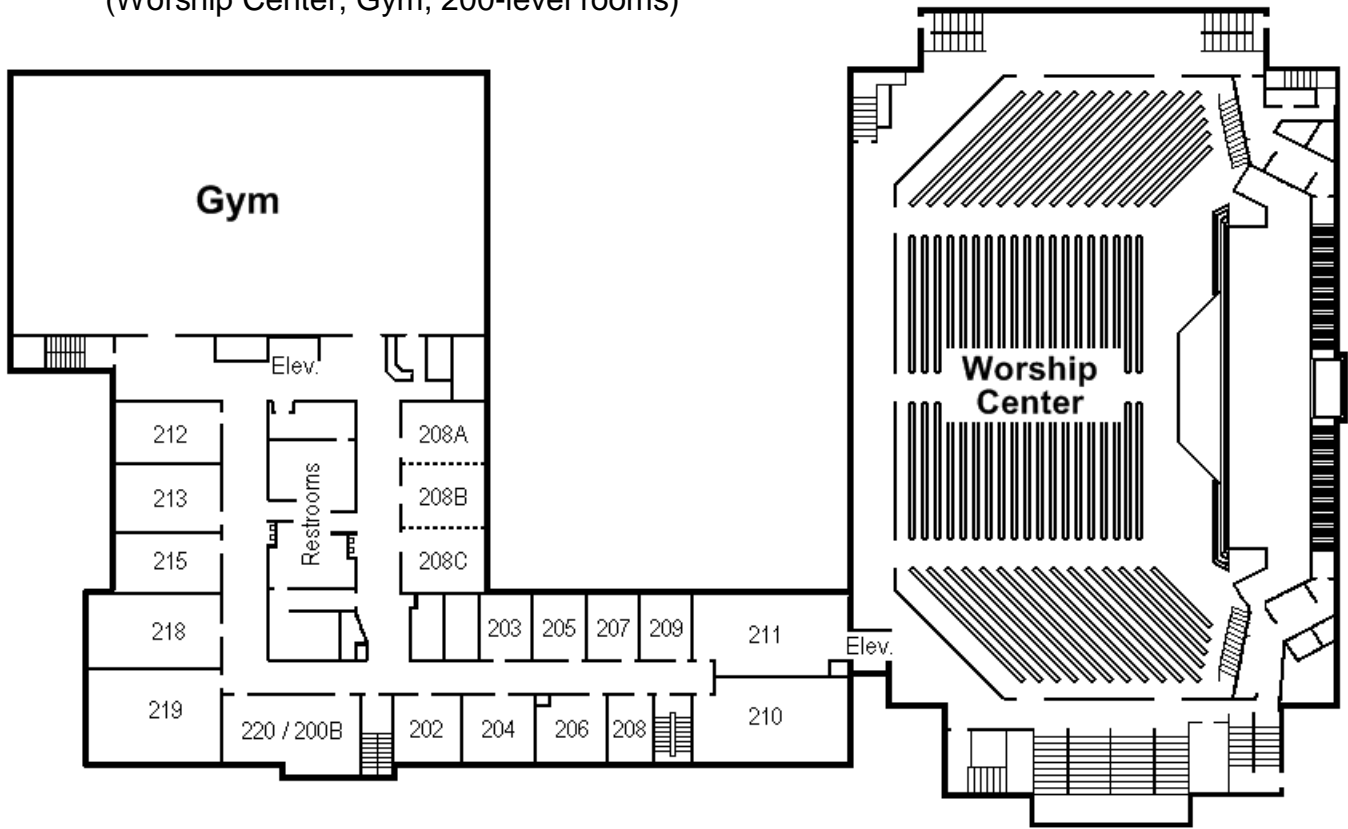 (Worship Center, Gym, 200-level rooms)
Gym
Elev.
Worship
Center
212
208A
213
Restrooms
208B
215
208C
218
203
205
207
209
211
Elev.
219
220 / 200B
202
204
206
208
210